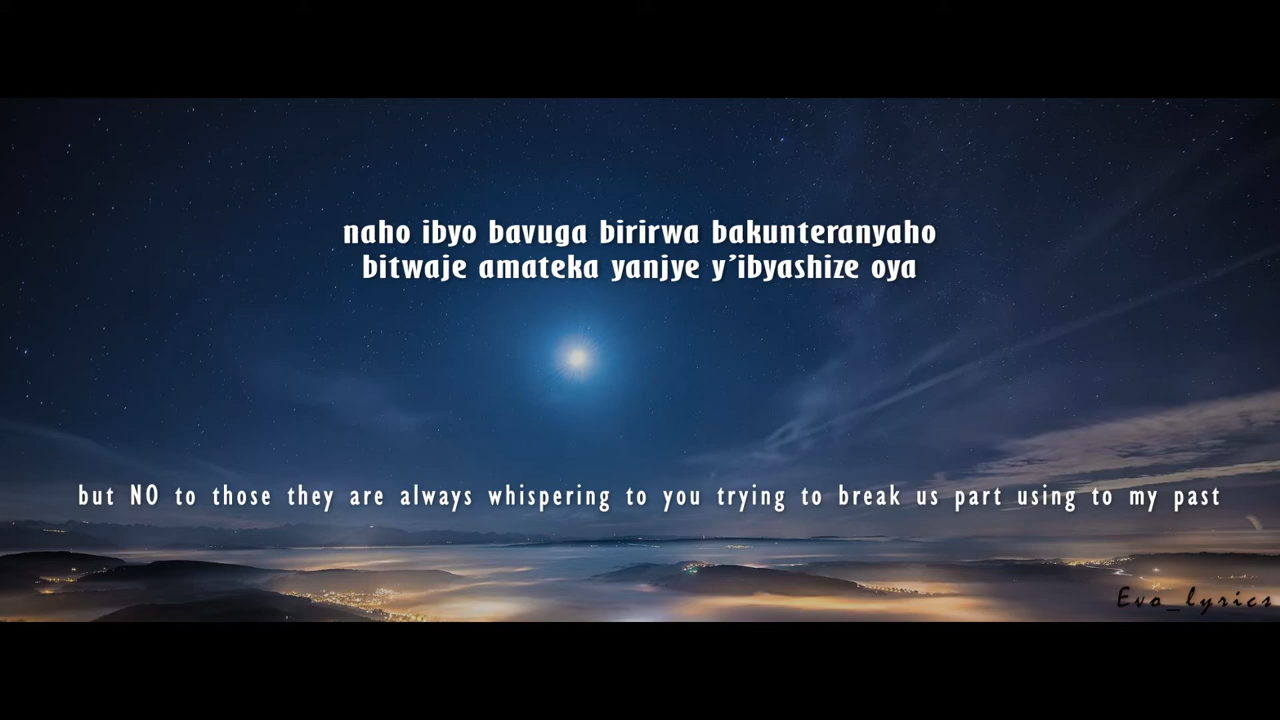 naho ibyo bavuga birirwa bakunteranyaho
bitwaje amateka yanjye y'ibyashize oya
but NO to those they are always whispering to you trying to break us part using to my past
Evo_lyrics